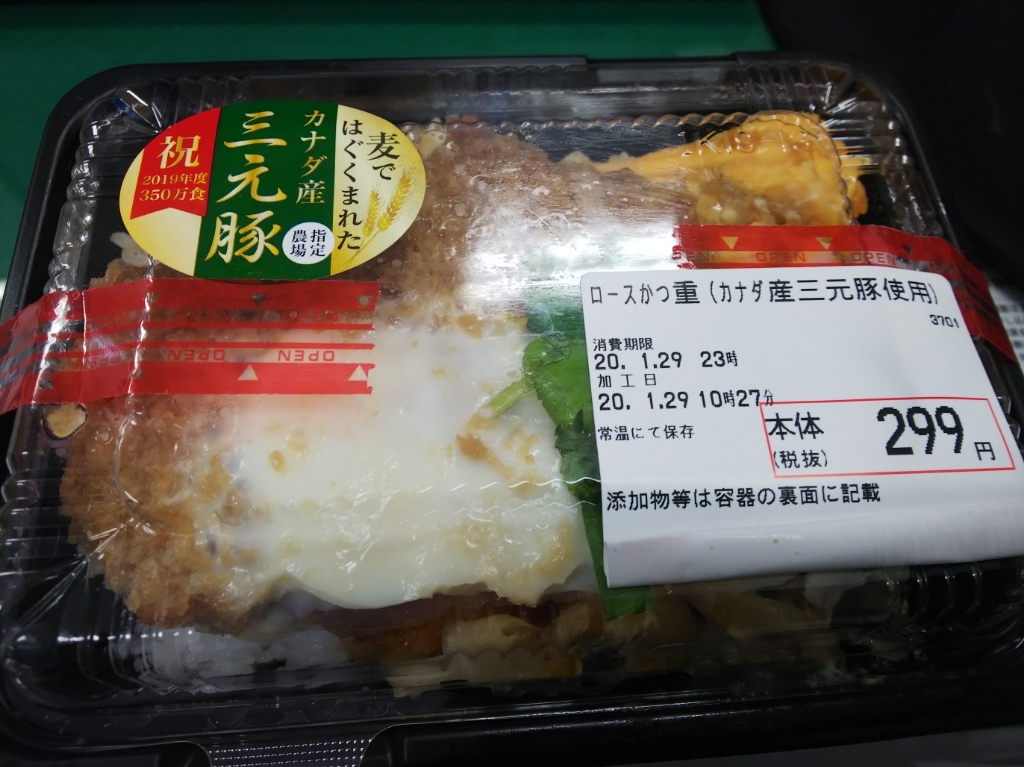 麦で
はぐくまれた
カナダ産
三元豚
指定
農場
祝
2019年度
350万食
OPEN
OPEN
OPEN
OPEN
ロースかつ重(カナダ産三元豚使用)
3701
消費期限
20. 1.29 23時
加工日
20. 1.29 10時27分
常温にて保存
本体
(税抜)
299円
添加物等は容器の裏面に記載